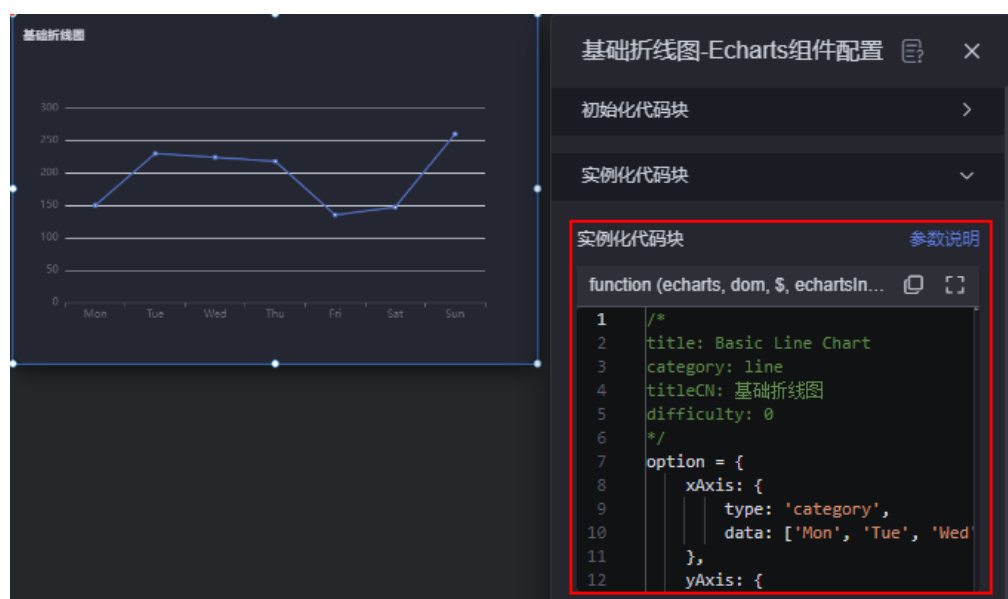 基础折线图
300
250
200
150
100
50
0
Mon Tue Wed Thu Fri Sat Sun
基础折线图-Echarts组件配置
初始化代码块
实例化代码块
实例化代码块 参数说明
function (echarts, dom, $, echartsIn...
1 /*
2 title: Basic Line Chart
3 category: line
4 titleCN: 基础折线图
5 difficulty: 0
6 */
7 option = {
8 xAxis: {
9 type: 'category',
10 data: ['Mon', 'Tue', 'Wed'
11 },
12 yAxis: {